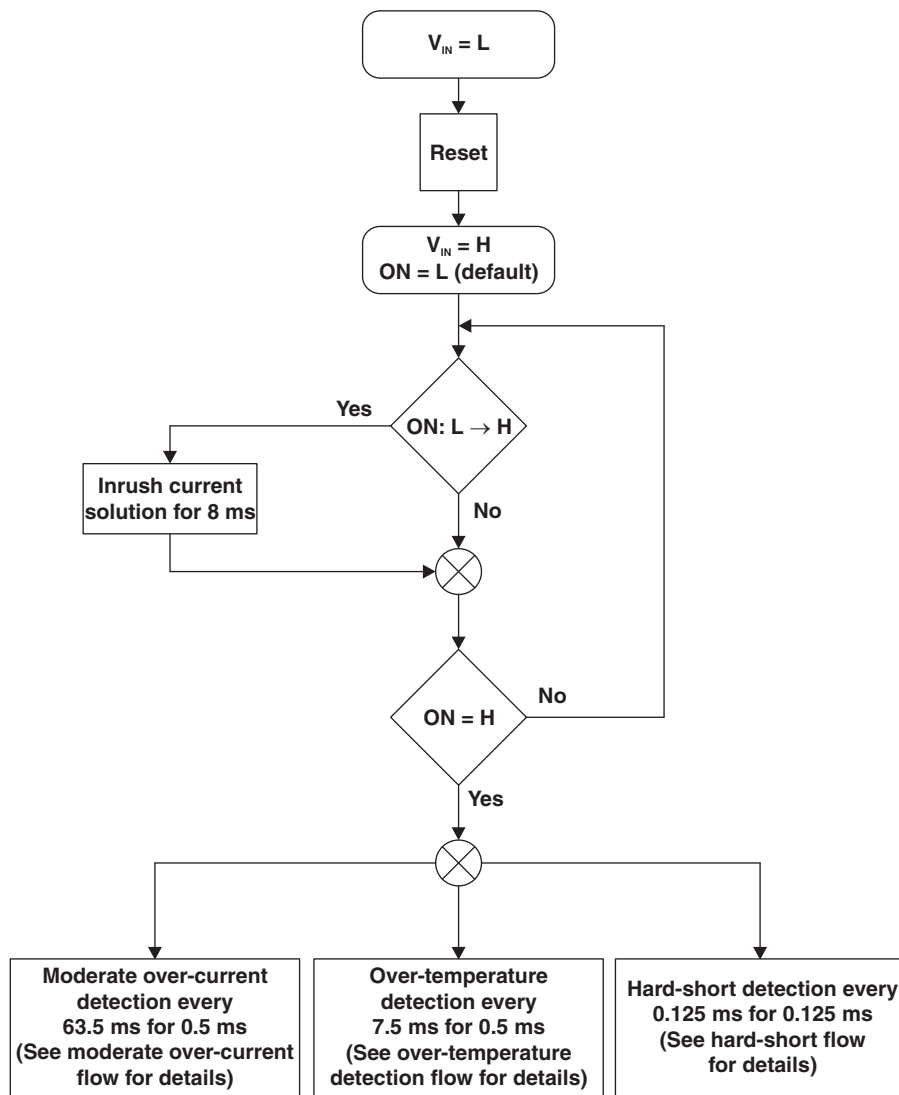 V_IN = L
Reset
V_IN = H
ON = L (default)
Yes
ON: L → H
Inrush current
solution for 8 ms
No
No
ON = H
Yes
Moderate over-current
detection every
63.5 ms for 0.5 ms
(See moderate over-current
flow for details)
Over-temperature
detection every
7.5 ms for 0.5 ms
(See over-temperature
detection flow for details)
Hard-short detection every
0.125 ms for 0.125 ms
(See hard-short flow
for details)